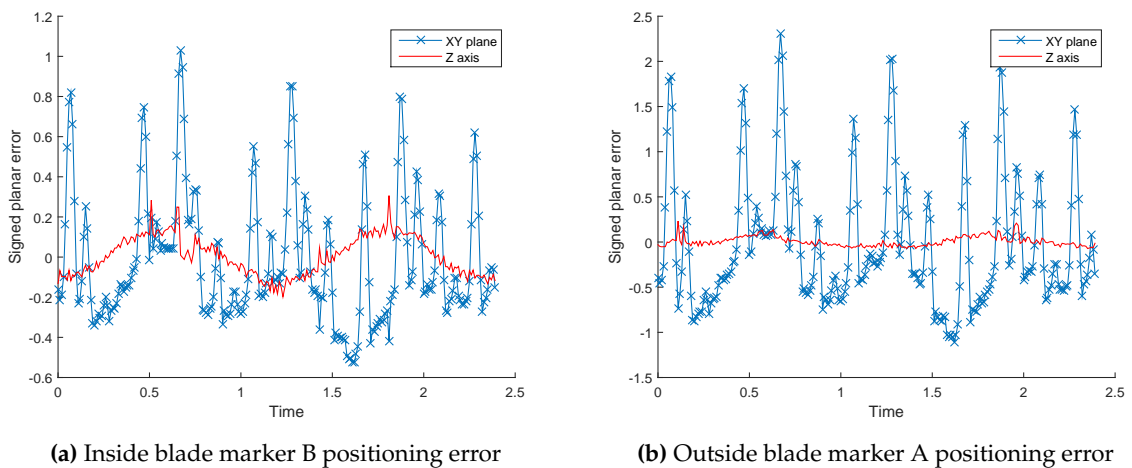 1.2
1
0.8
0.6
0.4
0.2
0
-0.2
-0.4
-0.6
Signed planar error
XY plane
Z axis
0 0.5 1 1.5 2 2.5
Time
(a) Inside blade marker B positioning error
2.5
2
1.5
1
0.5
0
-0.5
-1
-1.5
Signed planar error
XY plane
Z axis
0 0.5 1 1.5 2 2.5
Time
(b) Outside blade marker A positioning error